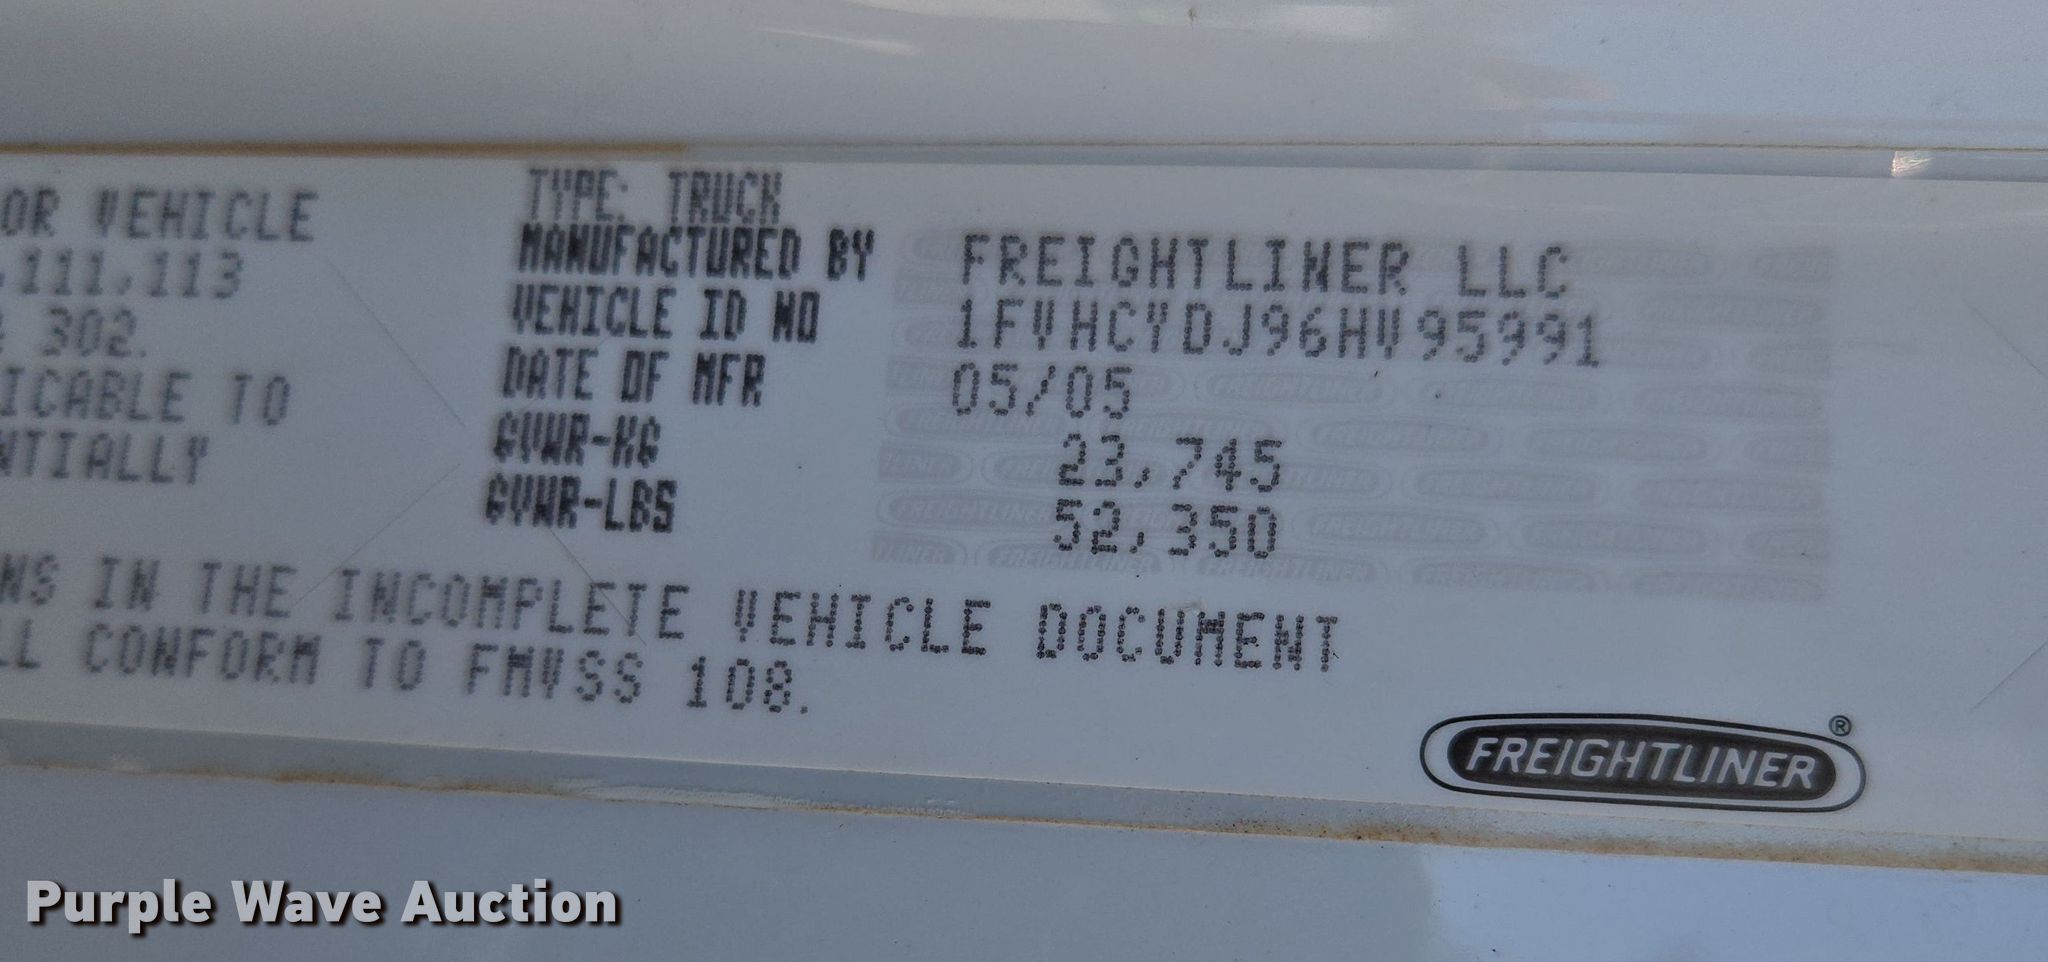 TYPE: TRUCK
OR VEHICLE
MANUFACTURED BY FREIGHTLINER LLC
,111,113
VEHICLE ID NO 1FVHCYDJ96HV95991
302.
DATE OF MFR 05/05
ICABLE TO
GVWR-KG 23,745
NTIALLY
GVWR-LBS 52,350
NS IN THE INCOMPLETE VEHICLE DOCUMENT
LL CONFORM TO FMVSS 108.
FREIGHTLINER®
Purple Wave Auction